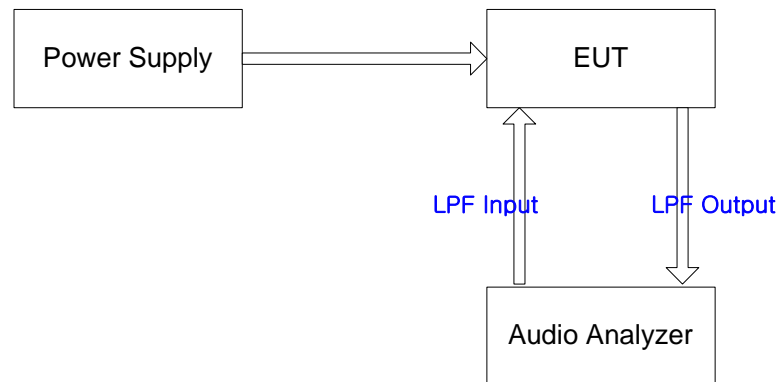 Power Supply
EUT
LPF Input
LPF Output
Audio Analyzer